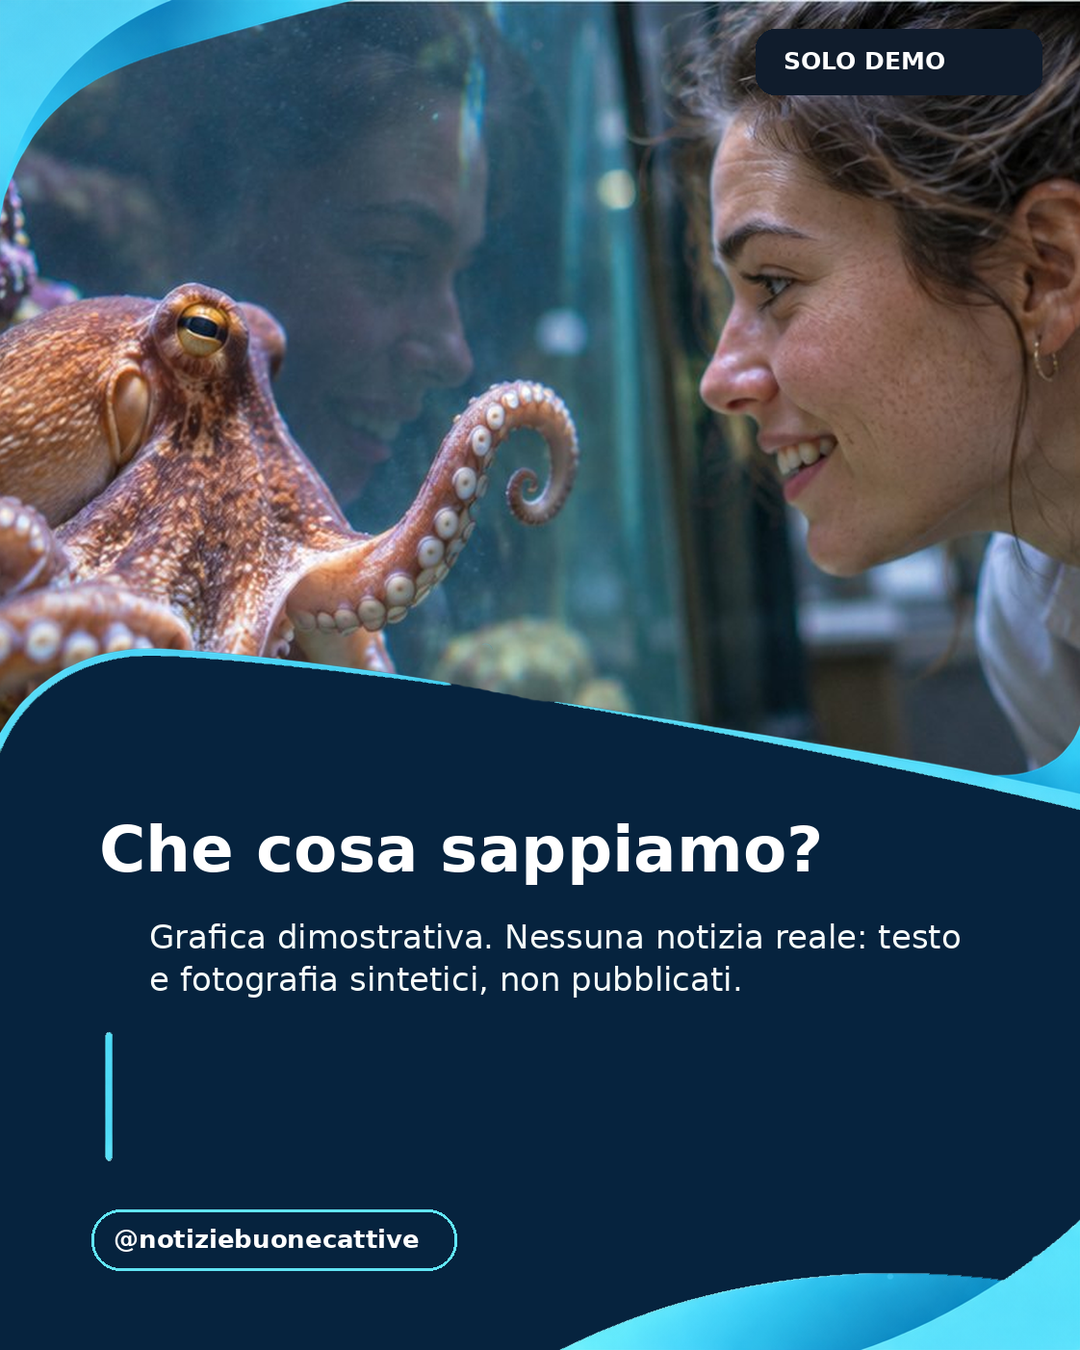 SOLO DEMO
Che cosa sappiamo?
Grafica dimostrativa. Nessuna notizia reale: testo
e fotografia sintetici, non pubblicati.
@notiziebuonecattive